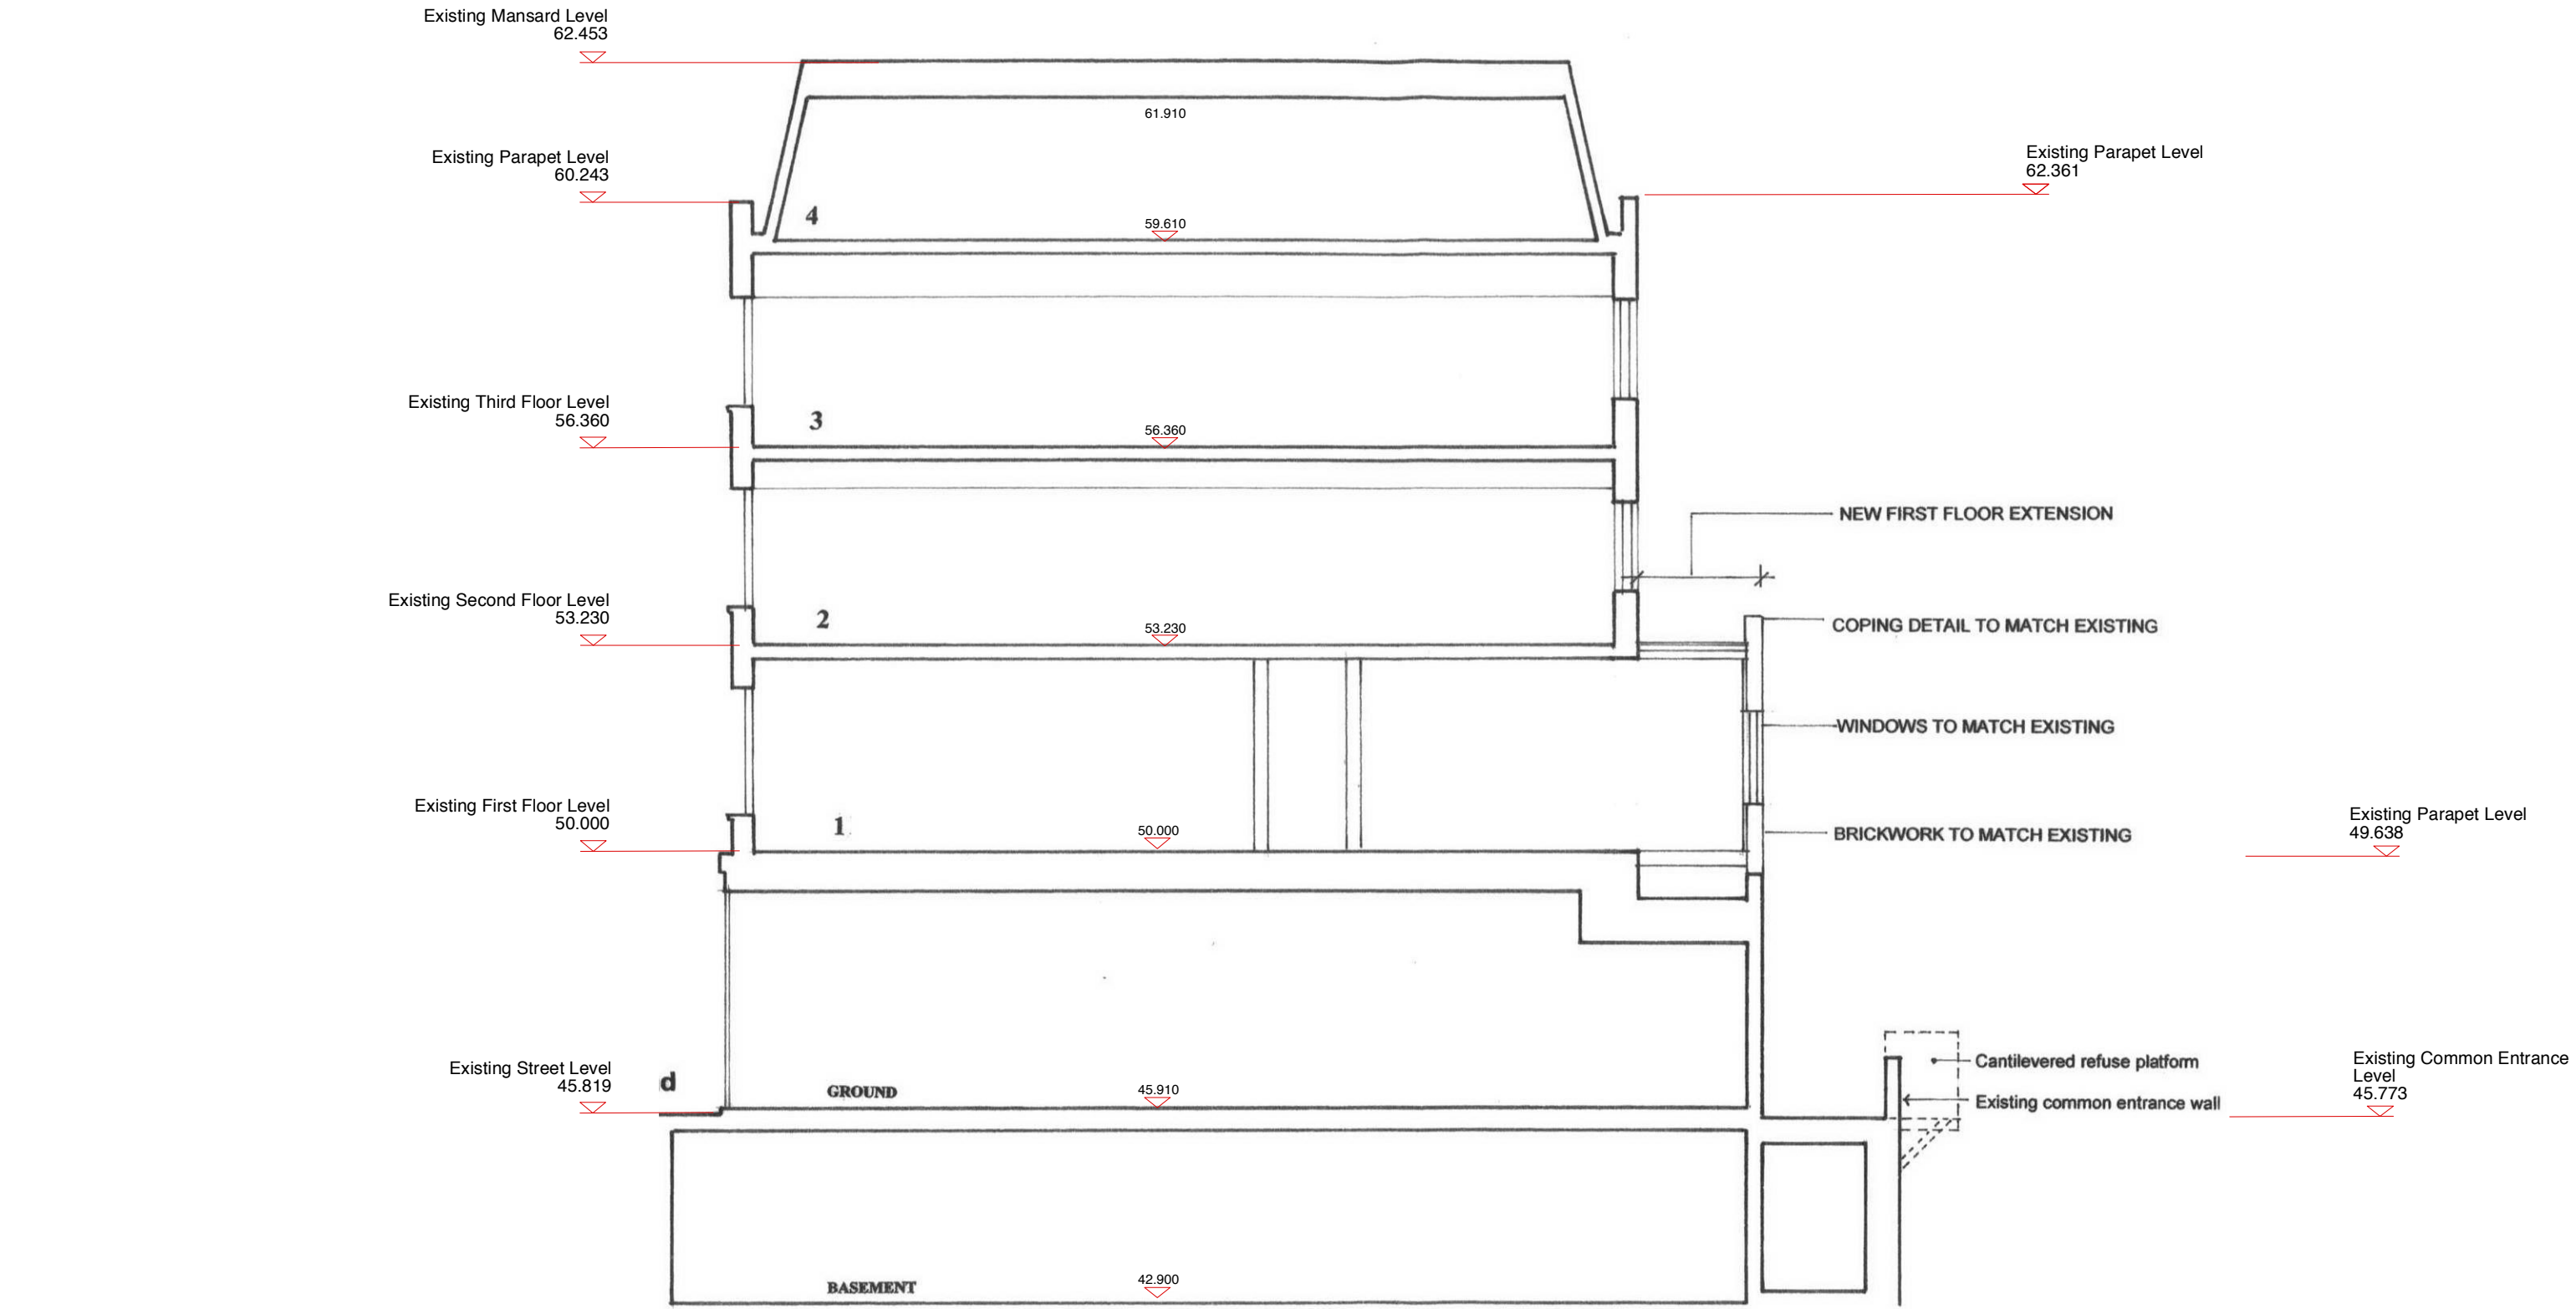 Existing Mansard Level
62.453
61.910
Existing Parapet Level
60.243
Existing Parapet Level
62.361
4
59.610
Existing Third Floor Level
56.360
3
56.360
NEW FIRST FLOOR EXTENSION
Existing Second Floor Level
53.230
2
53.230
COPING DETAIL TO MATCH EXISTING
WINDOWS TO MATCH EXISTING
Existing First Floor Level
50.000
1
50.000
BRICKWORK TO MATCH EXISTING
Existing Parapet Level
49.638
Existing Street Level
45.819
d
GROUND
45.910
Cantilevered refuse platform
Existing common entrance wall
Existing Common Entrance
Level
45.773
BASEMENT
42.900